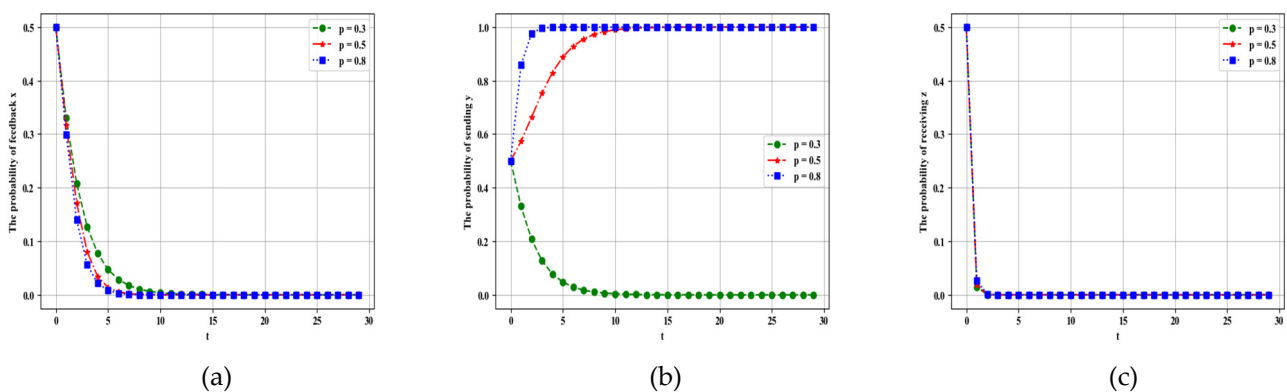 The probability of feedback x
0.5
0.4
0.3
0.2
0.1
0.0
0 5 10 15 20 25 30
t
p = 0.3
p = 0.5
p = 0.8
(a)
The probability of sending y
1.0
0.8
0.6
0.4
0.2
0.0
0 5 10 15 20 25 30
t
p = 0.3
p = 0.5
p = 0.8
(b)
The probability of receiving z
0.5
0.4
0.3
0.2
0.1
0.0
0 5 10 15 20 25 30
t
p = 0.3
p = 0.5
p = 0.8
(c)